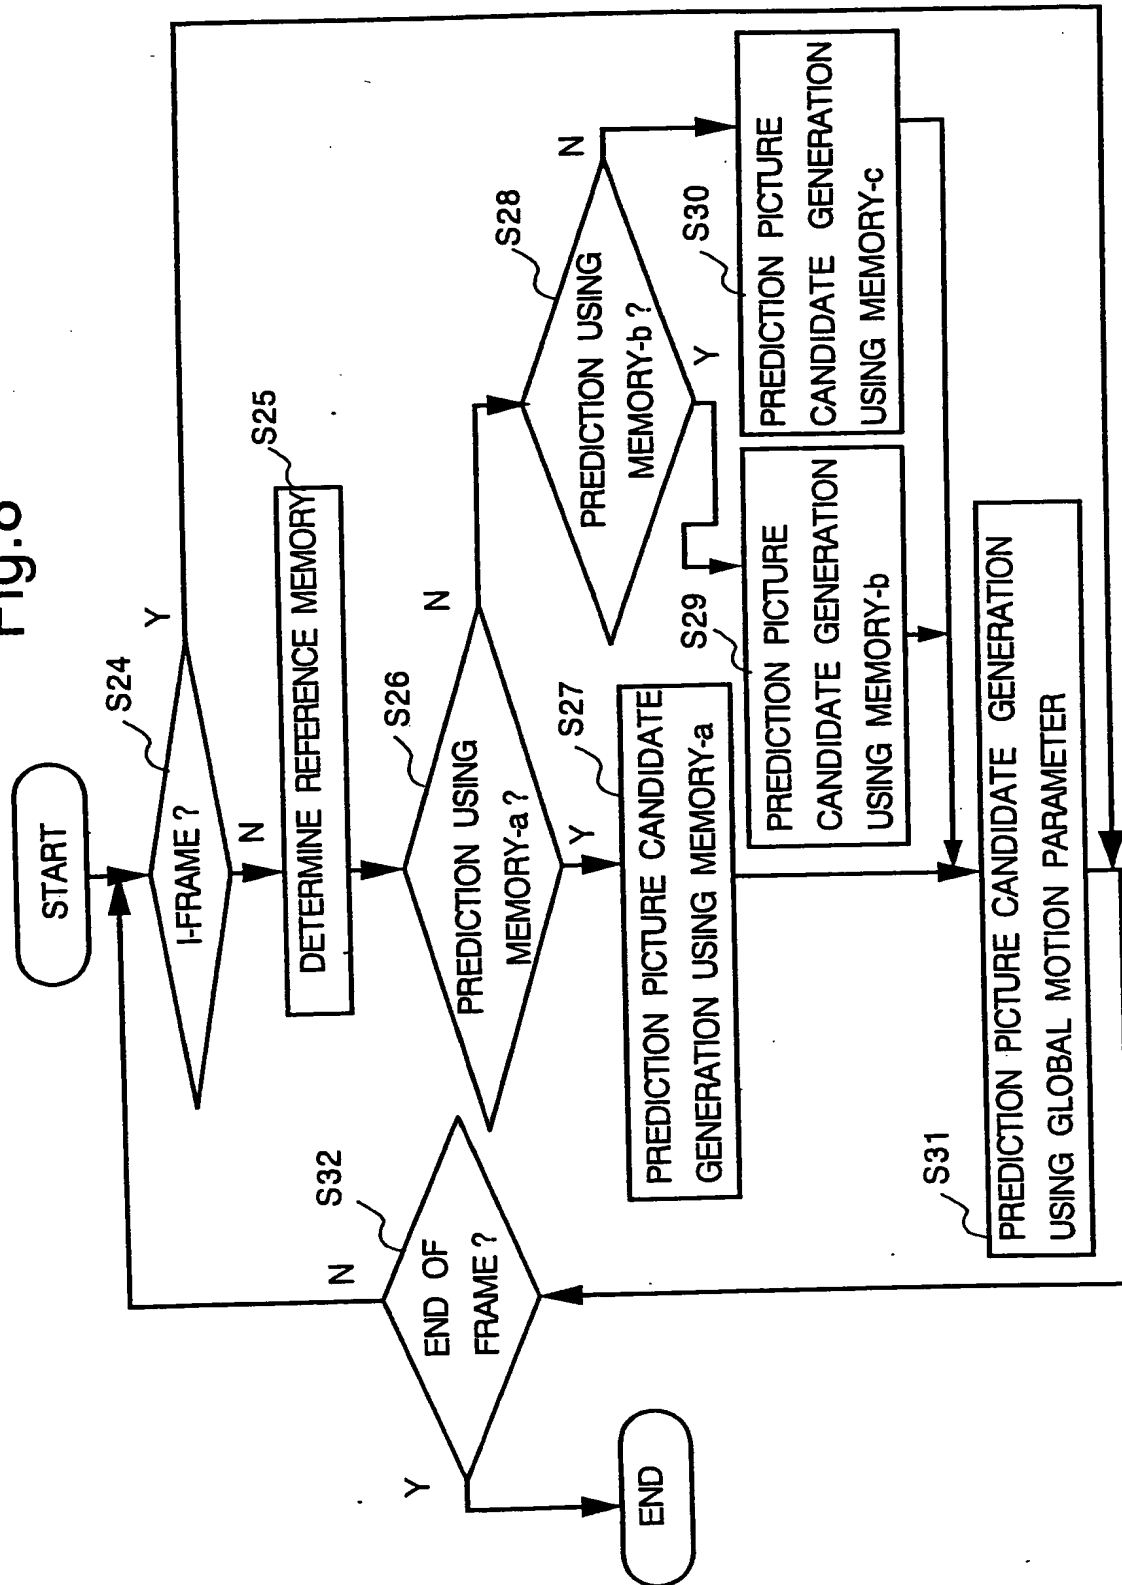 START
S24
I-FRAME ?
Y
N
S25
DETERMINE REFERENCE MEMORY
S26
PREDICTION USING
MEMORY-a ?
N
Y
S27
PREDICTION PICTURE CANDIDATE
GENERATION USING MEMORY-a
S28
PREDICTION USING
MEMORY-b ?
N
Y
S29
PREDICTION PICTURE
CANDIDATE GENERATION
USING MEMORY-b
S30
PREDICTION PICTURE
CANDIDATE GENERATION
USING MEMORY-c
S31
PREDICTION PICTURE CANDIDATE GENERATION
USING GLOBAL MOTION PARAMETER
S32
END OF
FRAME ?
N
Y
END